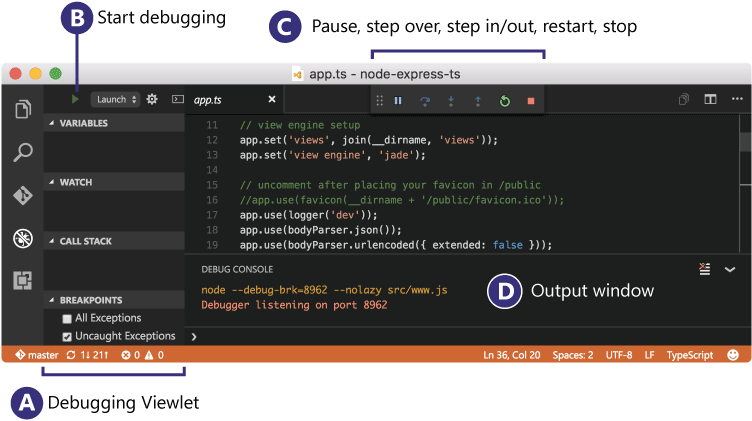 B Start debugging
C Pause, step over, step in/out, restart, stop
app.ts - node-express-ts
Launch
app.ts
VARIABLES
WATCH
CALL STACK
BREAKPOINTS
All Exceptions
Uncaught Exceptions
11 // view engine setup
12 app.set('views', join(__dirname, 'views'));
13 app.set('view engine', 'jade');
14
15 // uncomment after placing your favicon in /public
16 //app.use(favicon(__dirname + '/public/favicon.ico'));
17 app.use(logger('dev'));
18 app.use(bodyParser.json());
19 app.use(bodyParser.urlencoded({ extended: false }));
DEBUG CONSOLE
node --debug-brk=8962 --nolazy src/www.js
Debugger listening on port 8962
D Output window
master 1↓ 21↑ 0 0 Ln 36, Col 20 Spaces: 2 UTF-8 LF TypeScript
A Debugging Viewlet